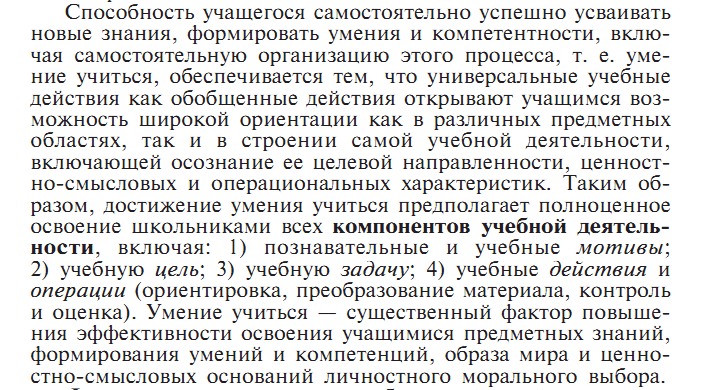 Способность учащегося самостоятельно успешно усваивать
новые знания, формировать умения и компетентности, вклю-
чая самостоятельную организацию этого процесса, т. е. уме-
ние учиться, обеспечивается тем, что универсальные учебные
действия как обобщенные действия открывают учащимся воз-
можность широкой ориентации как в различных предметных
областях, так и в строении самой учебной деятельности,
включающей осознание ее целевой направленности, ценност-
но-смысловых и операциональных характеристик. Таким об-
разом, достижение умения учиться предполагает полноценное
освоение школьниками всех компонентов учебной деятель-
ности, включая: 1) познавательные и учебные мотивы;
2) учебную цель; 3) учебную задачу; 4) учебные действия и
операции (ориентировка, преобразование материала, контроль
и оценка). Умение учиться — существенный фактор повыше-
ния эффективности освоения учащимися предметных знаний,
формирования умений и компетенций, образа мира и ценно-
стно-смысловых оснований личностного морального выбора.